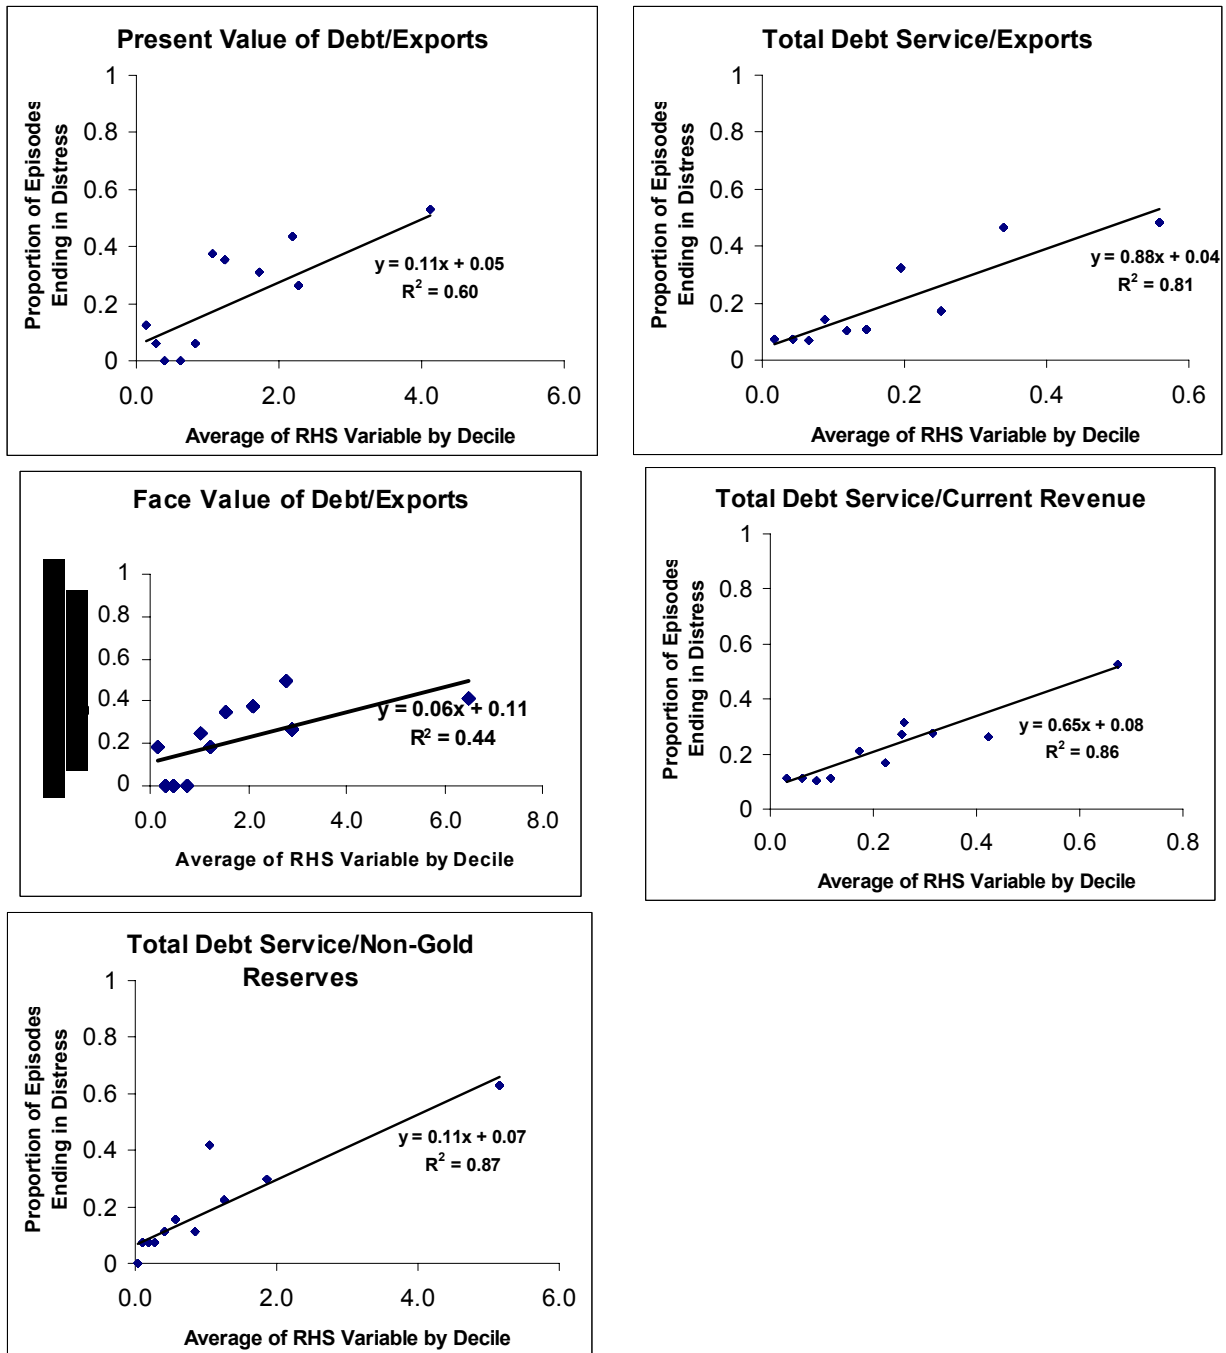 Present Value of Debt/Exports
Proportion of Episodes
Ending in Distress
1
0.8
0.6
0.4
0.2
0
y = 0.11x + 0.05
R² = 0.60
0.0 2.0 4.0 6.0
Average of RHS Variable by Decile
Total Debt Service/Exports
Proportion of Episodes
Ending in Distress
1
0.8
0.6
0.4
0.2
0
y = 0.88x + 0.04
R² = 0.81
0.0 0.2 0.4 0.6
Average of RHS Variable by Decile
Face Value of Debt/Exports
1
0.8
0.6
0.4
0.2
0
y = 0.06x + 0.11
R² = 0.44
0.0 2.0 4.0 6.0 8.0
Average of RHS Variable by Decile
Total Debt Service/Current Revenue
Proportion of Episodes
Ending in Distress
1
0.8
0.6
0.4
0.2
0
y = 0.65x + 0.08
R² = 0.86
0.0 0.2 0.4 0.6 0.8
Average of RHS Variable by Decile
Total Debt Service/Non-Gold
Reserves
Proportion of Episodes
Ending in Distress
1
0.8
0.6
0.4
0.2
0
y = 0.11x + 0.07
R² = 0.87
0.0 2.0 4.0 6.0
Average of RHS Variable by Decile